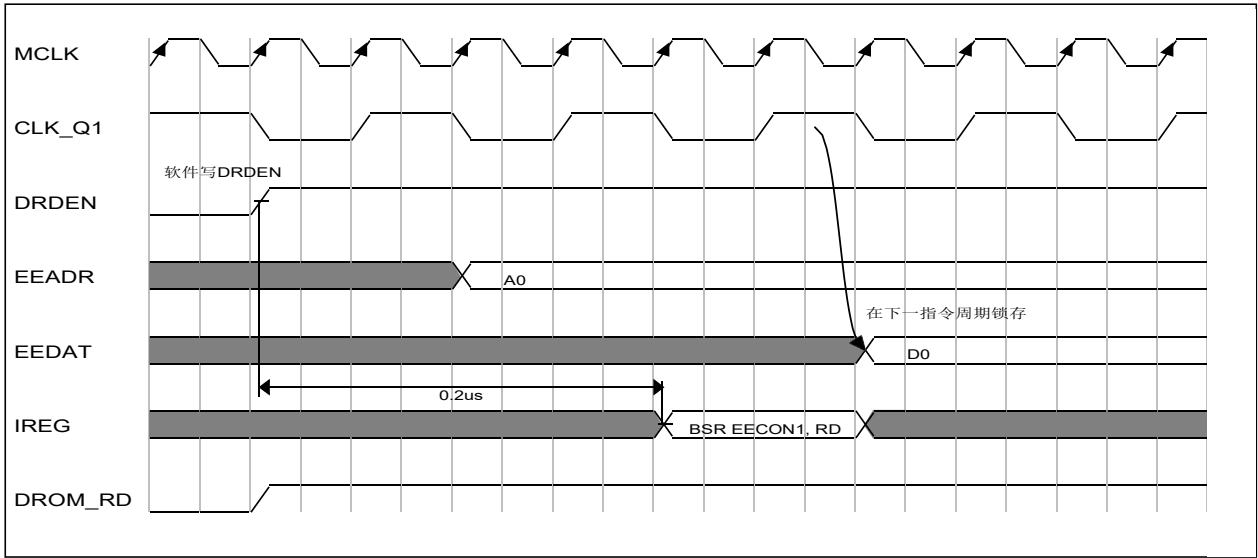 MCLK
CLK_Q1
软件写DRDEN
DRDEN
EEADR
A0
在下一指令周期锁存
EEDAT
D0
0.2us
IREG
BSR EECON1, RD
DROM_RD